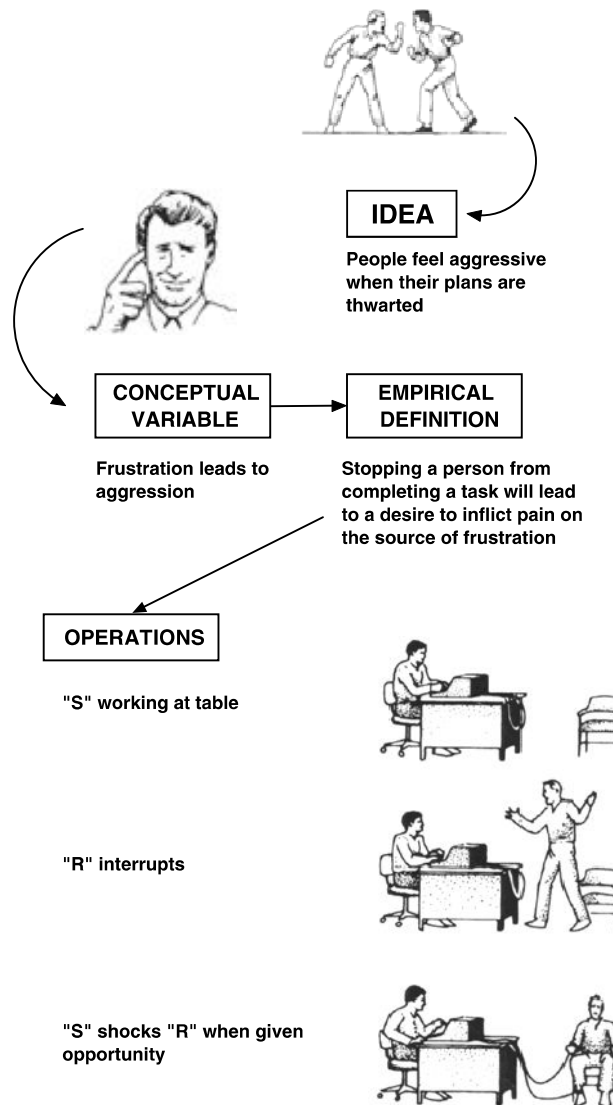 IDEA
People feel aggressive
when their plans are
thwarted
CONCEPTUAL
VARIABLE
Frustration leads to
aggression
EMPIRICAL
DEFINITION
Stopping a person from
completing a task will lead
to a desire to inflict pain on
the source of frustration
OPERATIONS
"S" working at table
"R" interrupts
"S" shocks "R" when given
opportunity